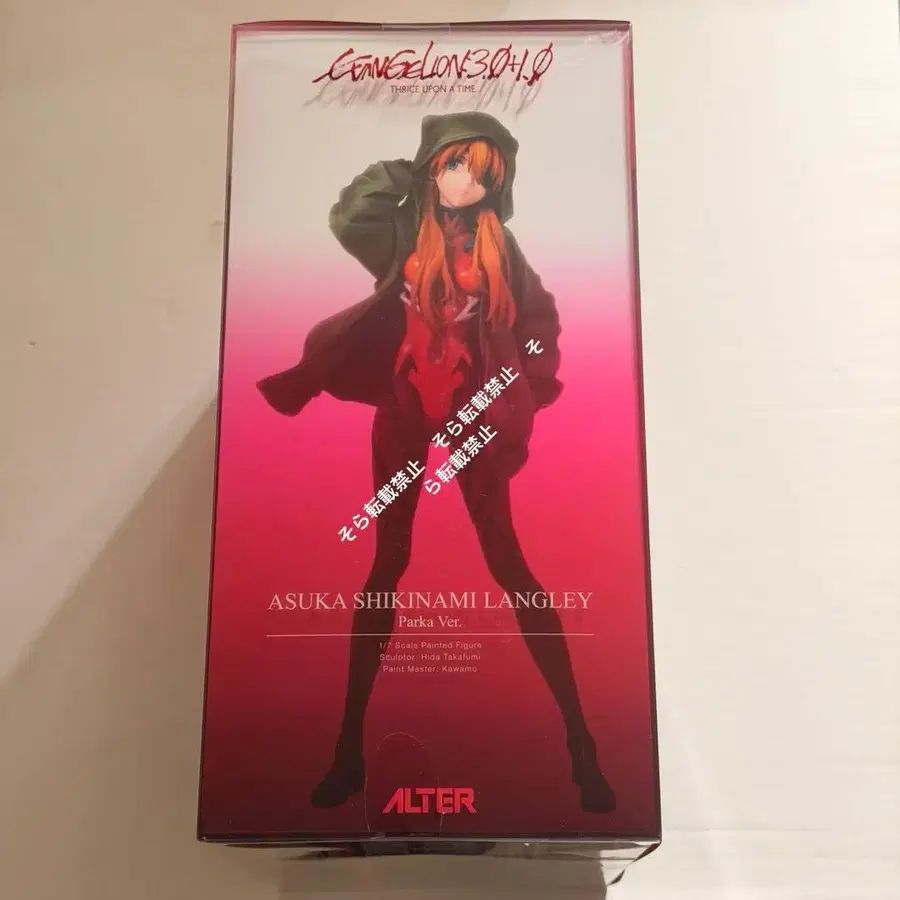 EVANGELION:3.0+1.0
THRICE UPON A TIME
そ
そら転載禁止
ら転載禁止
そら転載禁止
ASUKA SHIKINAMI LANGLEY
Parka Ver.
1/7 Scale Painted Figure
Sculptor: Hida Takafumi
Paint Master: Kawamo
ALTER